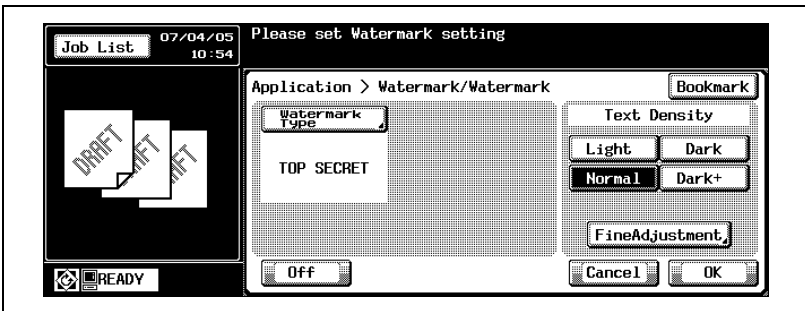 Job List
07/04/05
10:54
Please set Watermark setting
Application > Watermark/Watermark
Bookmark
Watermark
Type
TOP SECRET
Text Density
Light
Dark
Normal
Dark+
FineAdjustment
DRAFT
DRAFT
READY
Off
Cancel
OK